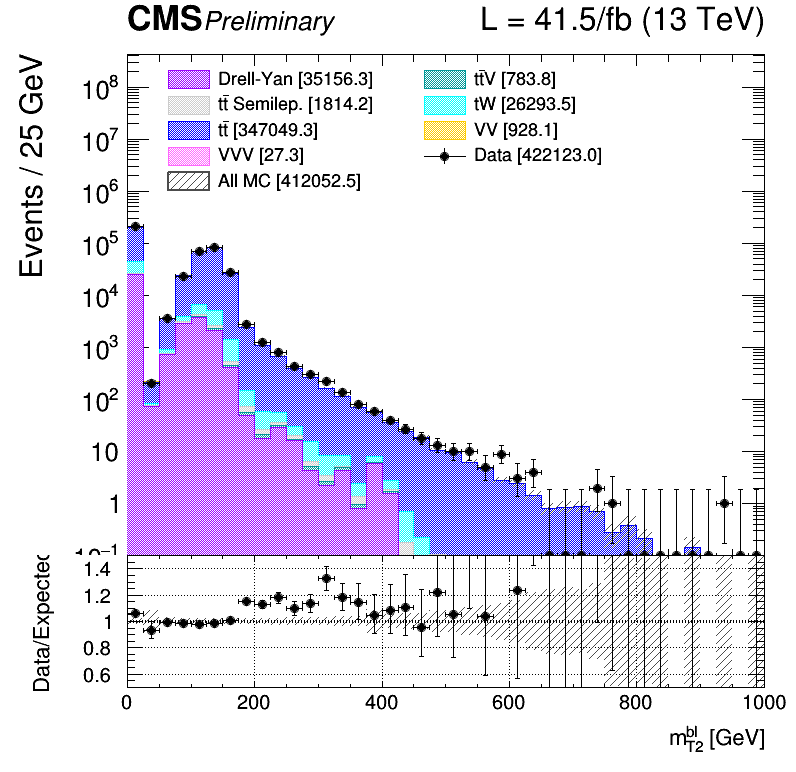 CMS Preliminary L = 41.5/fb (13 TeV)
Events / 25 GeV
Drell-Yan [35156.3]
tt̄ Semilep. [1814.2]
tt̄ [347049.3]
VVV [27.3]
All MC [412052.5]
tt̄V [783.8]
tW [26293.5]
VV [928.1]
Data [422123.0]
10⁸
10⁷
10⁶
10⁵
10⁴
10³
10²
10
1
10⁻¹
Data/Expected
1.4
1.2
1
0.8
0.6
0 200 400 600 800 1000
m_{T2}^{bl} [GeV]